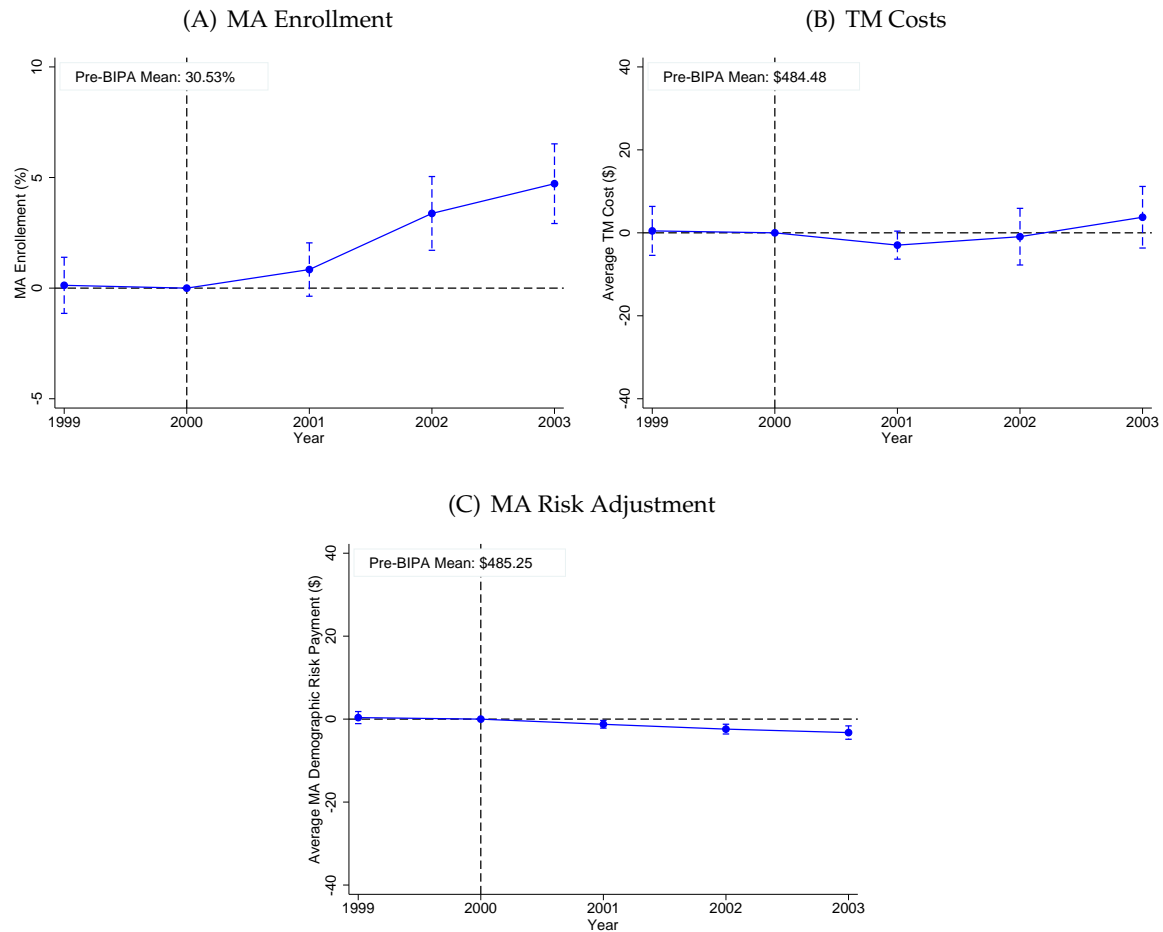 (A) MA Enrollment
Pre-BIPA Mean: 30.53%
MA Enrollement (%)
10
5
0
-5
1999 2000 2001 2002 2003
Year
(B) TM Costs
Pre-BIPA Mean: $484.48
Average TM Cost ($)
40
20
0
-20
-40
1999 2000 2001 2002 2003
Year
(C) MA Risk Adjustment
Pre-BIPA Mean: $485.25
Average MA Demographic Risk Payment ($)
40
20
0
-20
-40
1999 2000 2001 2002 2003
Year